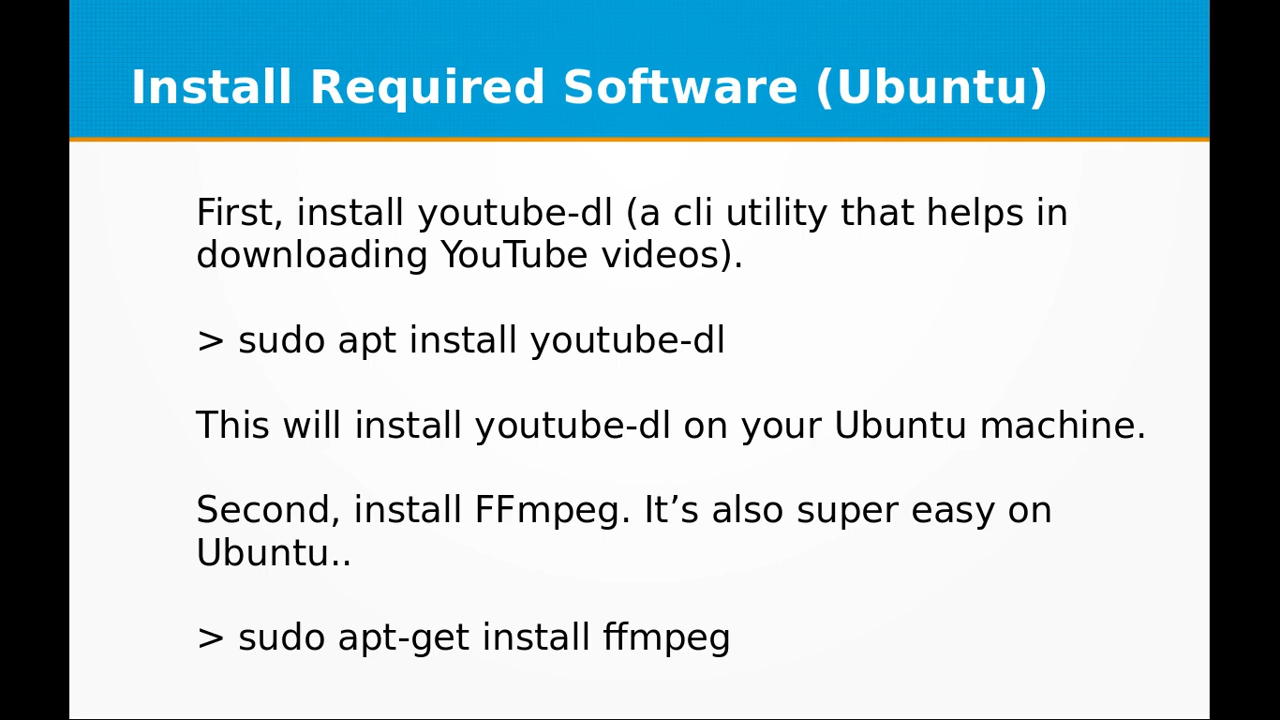 Install Required Software (Ubuntu)
First, install youtube-dl (a cli utility that helps in
downloading YouTube videos).
> sudo apt install youtube-dl
This will install youtube-dl on your Ubuntu machine.
Second, install FFmpeg. It’s also super easy on
Ubuntu..
> sudo apt-get install ffmpeg